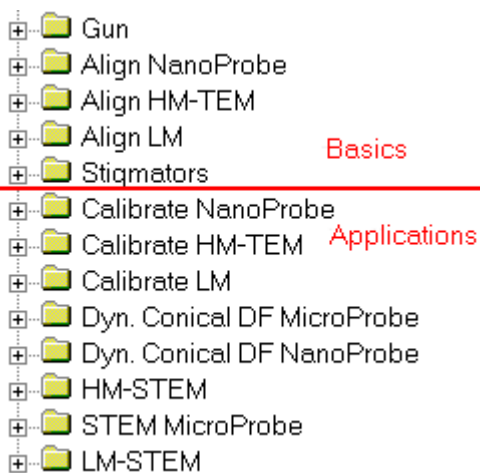 Gun
Align NanoProbe
Align HM-TEM
Align LM
Basics
Stigmators
Calibrate NanoProbe
Applications
Calibrate HM-TEM
Calibrate LM
Dyn. Conical DF MicroProbe
Dyn. Conical DF NanoProbe
HM-STEM
STEM MicroProbe
LM-STEM